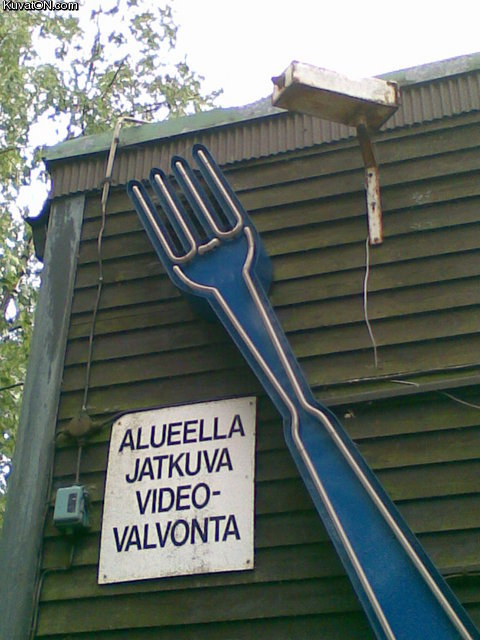 KuvatON.com
ALUEELLA
JATKUVA
VIDEO-
VALVONTA